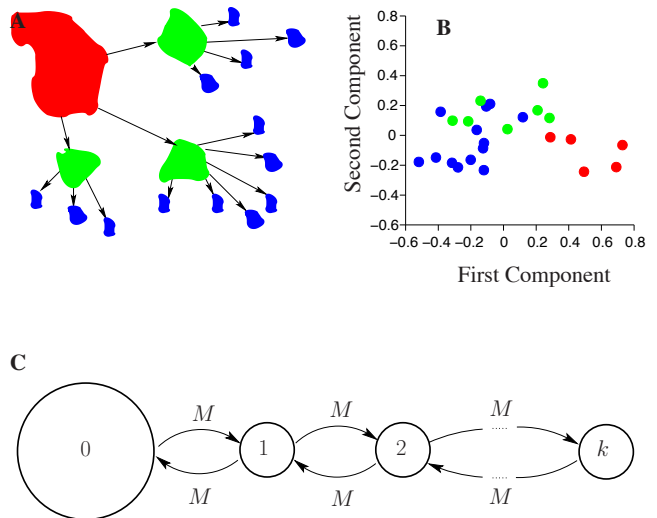 A
B
Second Component
0.8
0.6
0.4
0.2
0
−0.2
−0.4
−0.6
−0.6 −0.4 −0.2 0 0.2 0.4 0.6 0.8
First Component
C
M M M
0 1 2 k
M M M